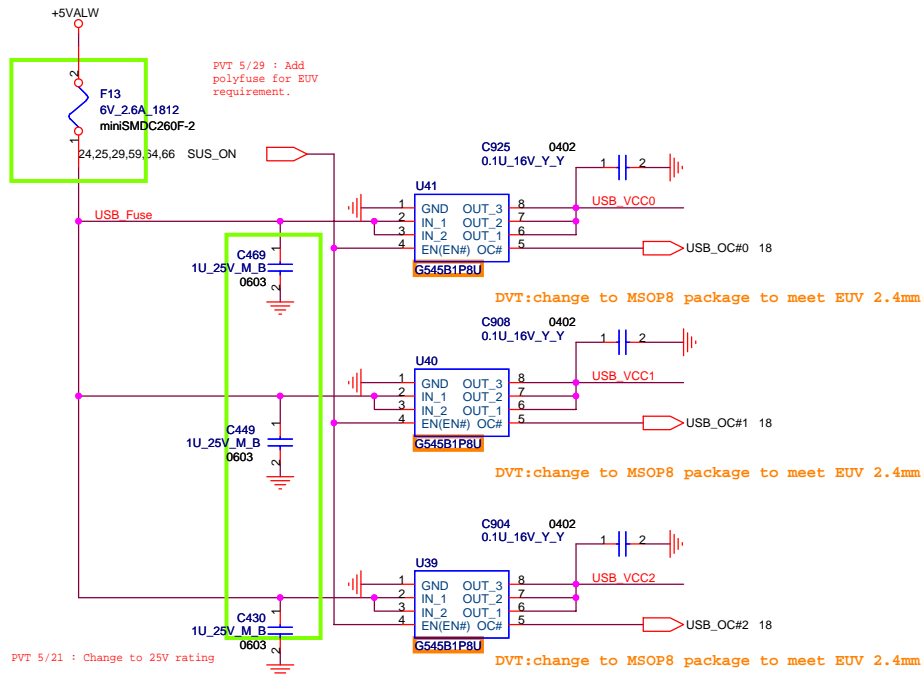 +5VALW
PVT 5/29 : Add
polyfuse for EUV
requirement.
2
F13
6V_2.6A_1812
miniSMDC260F-2
1
24,25,29,59,64,66 SUS_ON
C925 0402
0.1U_16V_Y_Y
1 2
U41
USB_Fuse
1 GND OUT_3 8 USB_VCC0
2 IN_1 OUT_2 7
3 IN_2 OUT_1 6
4 EN(EN#) OC# 5 USB_OC#0 18
G545B1P8U
C469
1U_25V_M_B
0603
1
2
DVT:change to MSOP8 package to meet EUV 2.4mm
C908 0402
0.1U_16V_Y_Y
1 2
U40
1 GND OUT_3 8 USB_VCC1
2 IN_1 OUT_2 7
3 IN_2 OUT_1 6
4 EN(EN#) OC# 5 USB_OC#1 18
G545B1P8U
C449
1U_25V_M_B
0603
1
2
DVT:change to MSOP8 package to meet EUV 2.4mm
C904 0402
0.1U_16V_Y_Y
1 2
U39
1 GND OUT_3 8 USB_VCC2
2 IN_1 OUT_2 7
3 IN_2 OUT_1 6
4 EN(EN#) OC# 5 USB_OC#2 18
G545B1P8U
C430
1U_25V_M_B
0603
1
2
PVT 5/21 : Change to 25V rating
DVT:change to MSOP8 package to meet EUV 2.4mm